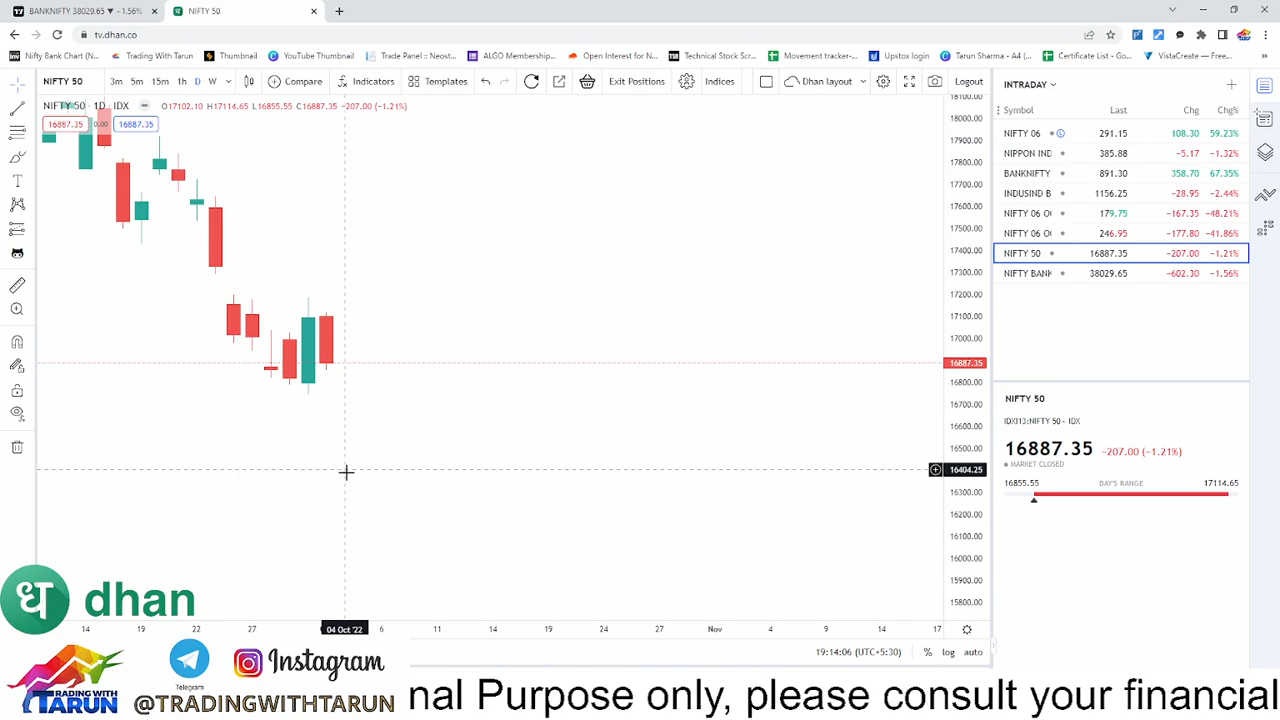 BANKNIFTY 38029.65 ▼ −1.56%
NIFTY 50
tv.dhan.co
Nifty Bank Chart (N...
Trading With Tarun
Thumbnail
YouTube Thumbnail
Trade Panel :: Neost...
ALGO Membership...
Open Interest for N...
Technical Stock Scr...
Movement tracker-...
Upstox login
Tarun Sharma - A4 (...
Certificate List - Go...
VistaCreate — Free...
NIFTY 50 3m 5m 15m 1h D W Compare Indicators Templates Exit Positions Indices Dhan layout Logout
NIFTY 50 · 1D · IDX O17102.10 H17114.65 L16855.55 C16887.35 −207.00 (−1.21%)
16887.35 0.00 16887.35
18100.00
18000.00
17900.00
17800.00
17700.00
17600.00
17500.00
17400.00
17300.00
17200.00
17100.00
17000.00
16887.35
16800.00
16700.00
16600.00
16500.00
16404.25
16300.00
16200.00
16100.00
16000.00
15900.00
15800.00
14 19 22 27 04 Oct '22 6 11 14 19 24 27 Nov 4 9 14 17
19:14:06 (UTC+5:30) % log auto
INTRADAY
Symbol Last Chg Chg%
NIFTY 06 291.15 108.30 59.23%
NIPPON IND 385.88 −5.17 −1.32%
BANKNIFTY 891.30 358.70 67.35%
INDUSIND B 1156.25 −28.95 −2.44%
NIFTY 06 O 179.75 −167.35 −48.21%
NIFTY 06 O 246.95 −177.80 −41.86%
NIFTY 50 16887.35 −207.00 −1.21%
NIFTY BANK 38029.65 −602.30 −1.56%
NIFTY 50
IDXI13:NIFTY 50 · IDX
16887.35 −207.00 (−1.21%)
MARKET CLOSED
16855.55 DAY'S RANGE 17114.65
ध dhan
TRADING WITH
TARUN
Telegram
Instagram
@TRADINGWITHTARUN
nal Purpose only, please consult your financial